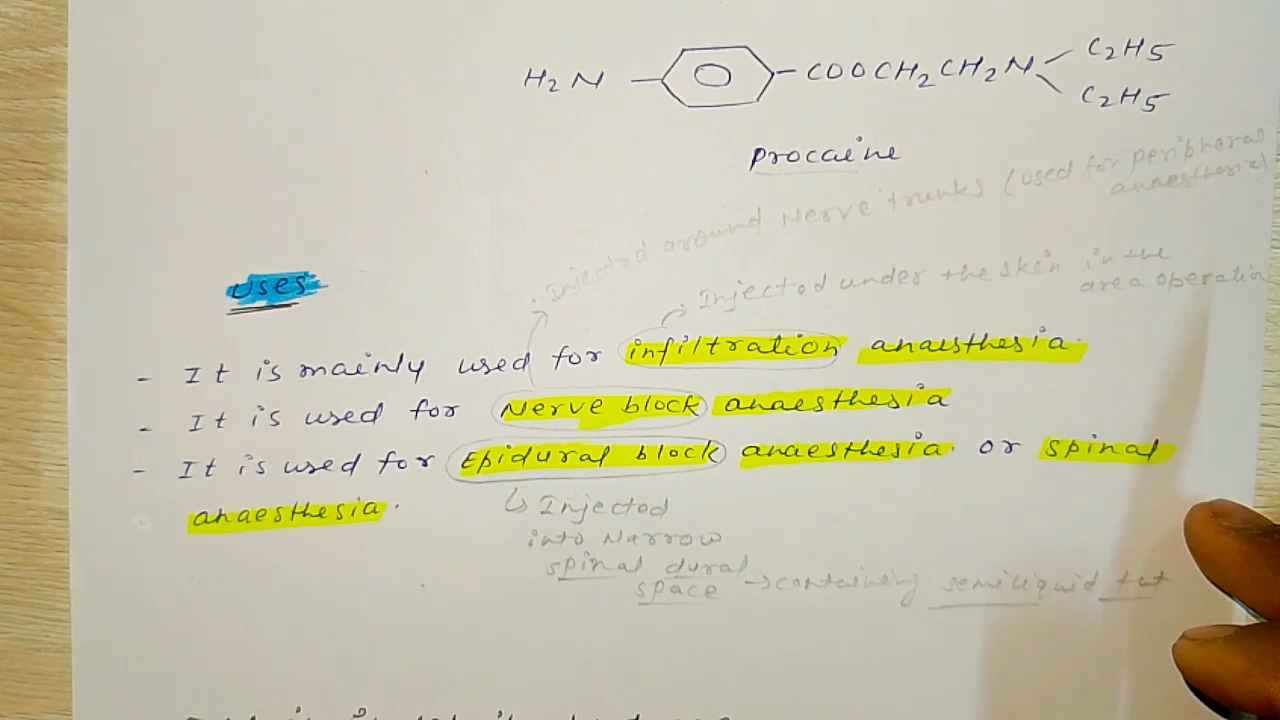 H2N COOCH2CH2N C2H5
C2H5
Procaine
Injected around Nerve trunks (used for peripheral
anaesthesia)
Uses
Injected under the skin in the
area operation
- It is mainly used for infiltration anaesthesia.
- It is used for Nerve block anaesthesia
- It is used for Epidural block anaesthesia. or spinal
anaesthesia.
↳ Injected
into Narrow
spinal dural
space → containing semiliquid fat